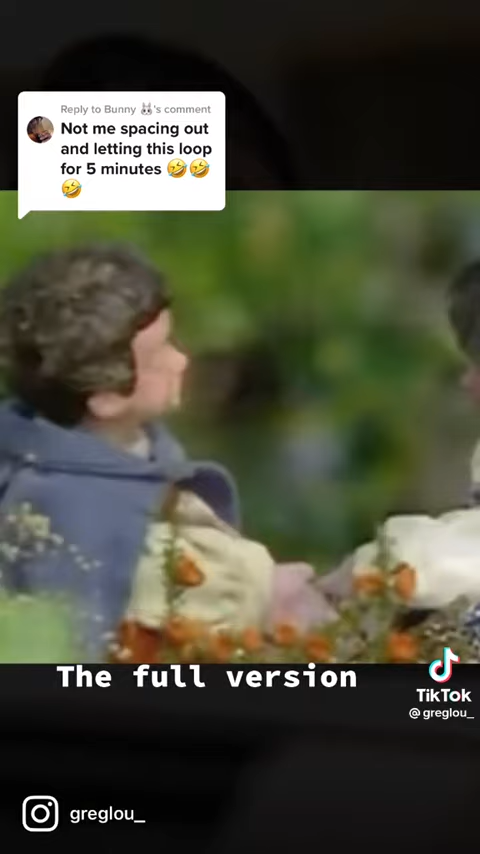 Reply to Bunny 🐰's comment
Not me spacing out
and letting this loop
for 5 minutes 🤣🤣
🤣
The full version
TikTok
@ greglou_
greglou_